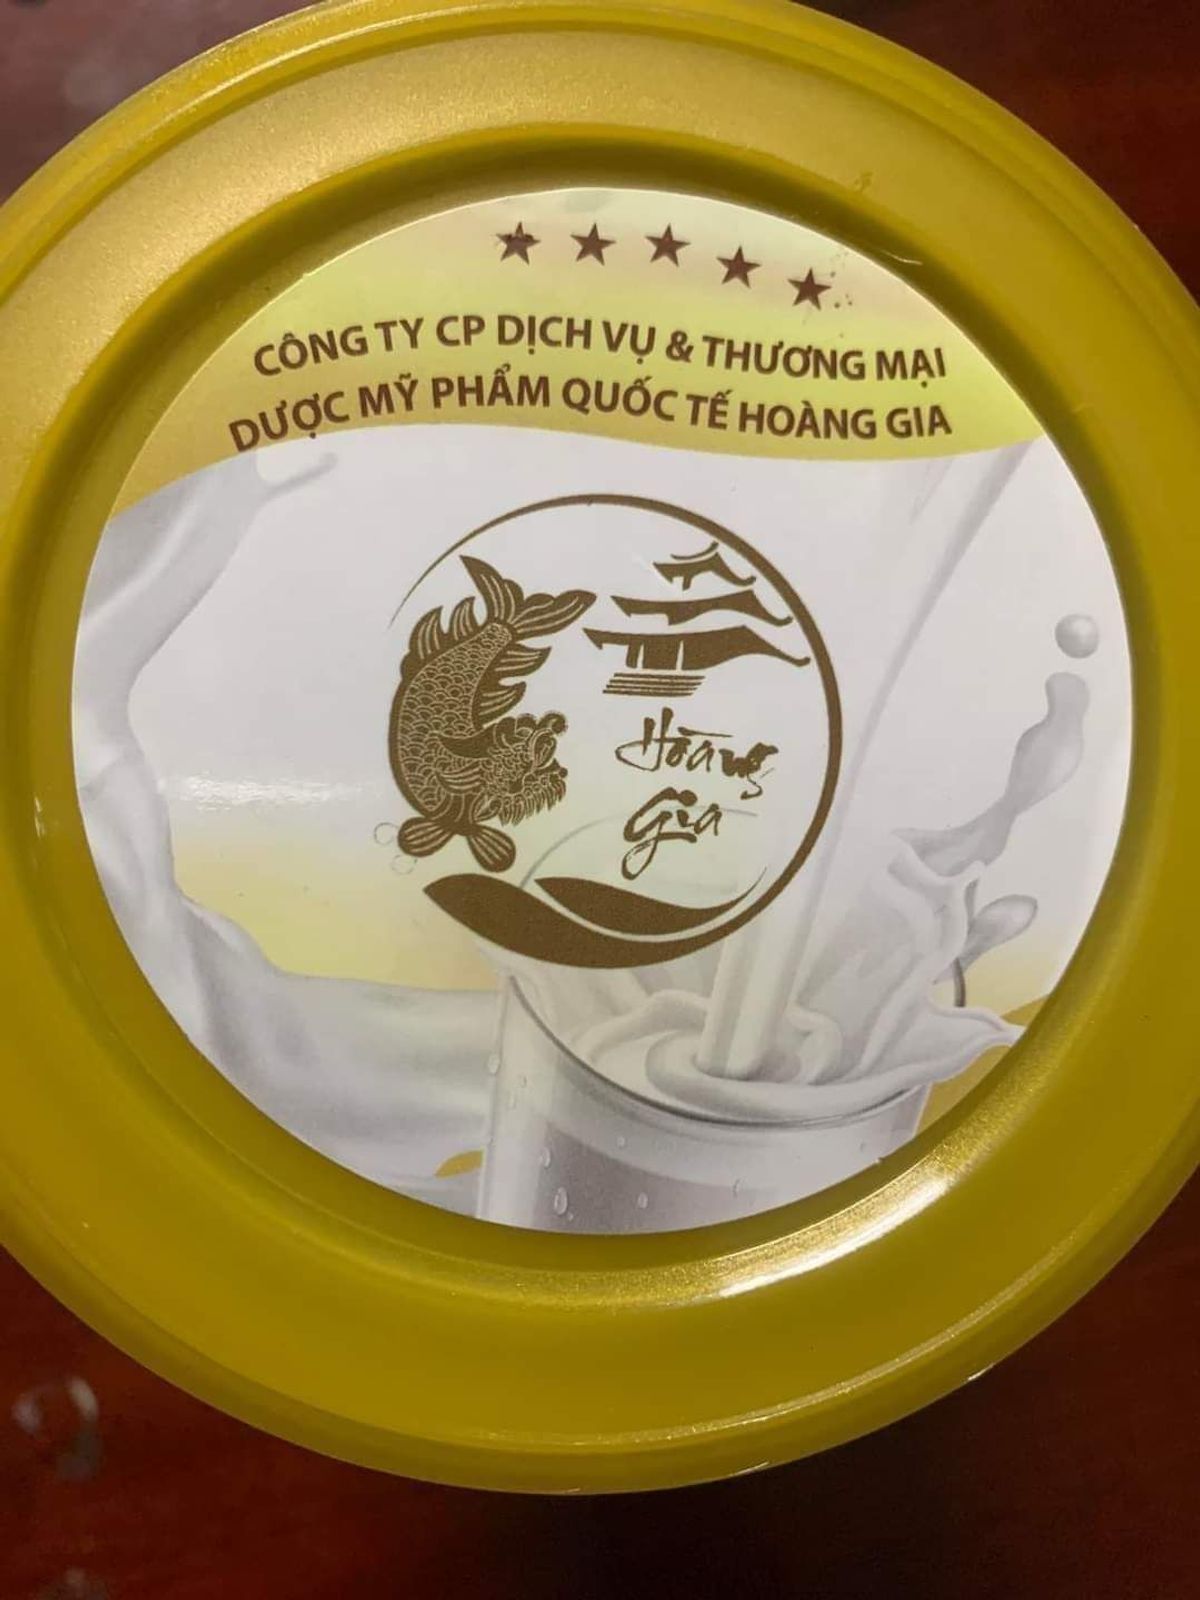 CÔNG TY CP DỊCH VỤ & THƯƠNG MẠI
DƯỢC MỸ PHẨM QUỐC TẾ HOÀNG GIA
Hoàng
Gia